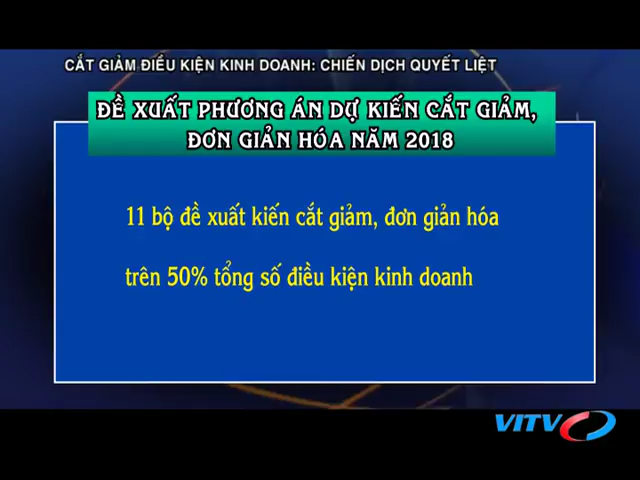 CẮT GIẢM ĐIỀU KIỆN KINH DOANH: CHIẾN DỊCH QUYẾT LIỆT
ĐỀ XUẤT PHƯƠNG ÁN DỰ KIẾN CẮT GIẢM,
ĐƠN GIẢN HÓA NĂM 2018
11 bộ đề xuất kiến cắt giảm, đơn giản hóa
trên 50% tổng số điều kiện kinh doanh
VITV